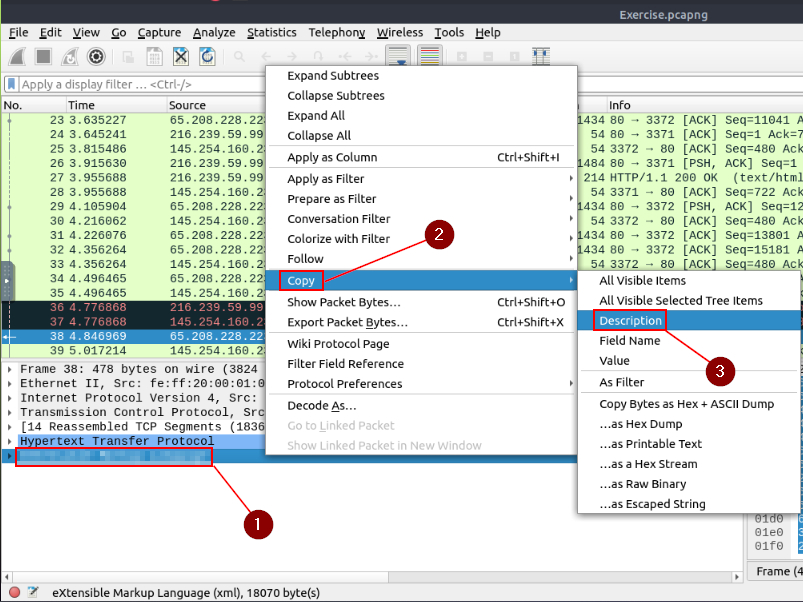 Exercise.pcapng
File Edit View Go Capture Analyze Statistics Telephony Wireless Tools Help
Apply a display filter … <Ctrl-/>
No. Time Source Info
23 3.635227 65.208.228.223 1434 80 → 3372 [ACK] Seq=11041 A
24 3.645241 216.239.59.99 54 80 → 3371 [ACK] Seq=1 Ack=7
25 3.815486 145.254.160.23 54 3372 → 80 [ACK] Seq=480 Ack
26 3.915630 216.239.59.99 1484 80 → 3371 [PSH, ACK] Seq=1
27 3.955688 216.239.59.99 214 HTTP/1.1 200 OK (text/html
28 3.955688 145.254.160.23 54 3371 → 80 [ACK] Seq=722 Ack
29 4.105904 65.208.228.22 1434 80 → 3372 [PSH, ACK] Seq=12
30 4.216062 145.254.160.23 54 3372 → 80 [ACK] Seq=480 Ack
31 4.226076 65.208.228.22 1434 80 → 3372 [ACK] Seq=13801
32 4.356264 65.208.228.22 1434 80 → 3372 [ACK] Seq=15181
33 4.356264 145.254.160.23 54 3372 → 80 [ACK] Seq=480 Ack
34 4.496465 65.208.228.22
35 4.496465 145.254.160.23
36 4.776868 216.239.59.99
37 4.776868 145.254.160.23
38 4.846969 65.208.228.22
39 5.017214 145.254.160.23
Frame 38: 478 bytes on wire (3824
Ethernet II, Src: fe:ff:20:00:01:0
Internet Protocol Version 4, Src:
Transmission Control Protocol, Src
[14 Reassembled TCP Segments (1836
Hypertext Transfer Protocol
Expand Subtrees
Collapse Subtrees
Expand All
Collapse All
Apply as Column Ctrl+Shift+I
Apply as Filter
Prepare as Filter
Conversation Filter
Colorize with Filter
Follow
Copy
Show Packet Bytes… Ctrl+Shift+O
Export Packet Bytes… Ctrl+Shift+X
Wiki Protocol Page
Filter Field Reference
Protocol Preferences
Decode As…
Go to Linked Packet
Show Linked Packet in New Window
All Visible Items
All Visible Selected Tree Items
Description
Field Name
Value
As Filter
Copy Bytes as Hex + ASCII Dump
…as Hex Dump
…as Printable Text
…as a Hex Stream
…as Raw Binary
…as Escaped String
1
2
3
01d0
01e0
01f0
Frame (4
eXtensible Markup Language (xml), 18070 byte(s)